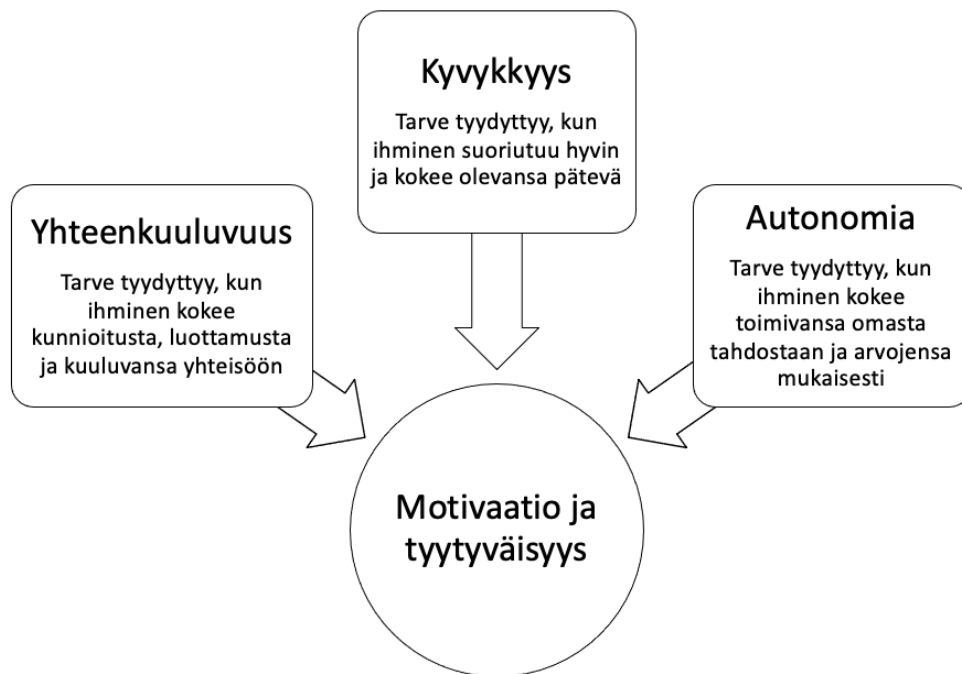 Kyvykkyys
Tarve tyydyttyy, kun
ihminen suoriutuu hyvin
ja kokee olevansa pätevä
Yhteenkuuluvuus
Tarve tyydyttyy, kun
ihminen kokee
kunnioitusta, luottamusta
ja kuuluvansa yhteisöön
Autonomia
Tarve tyydyttyy, kun
ihminen kokee
toimivansa omasta
tahdostaan ja arvojensa
mukaisesti
Motivaatio ja
tyytyväisyys